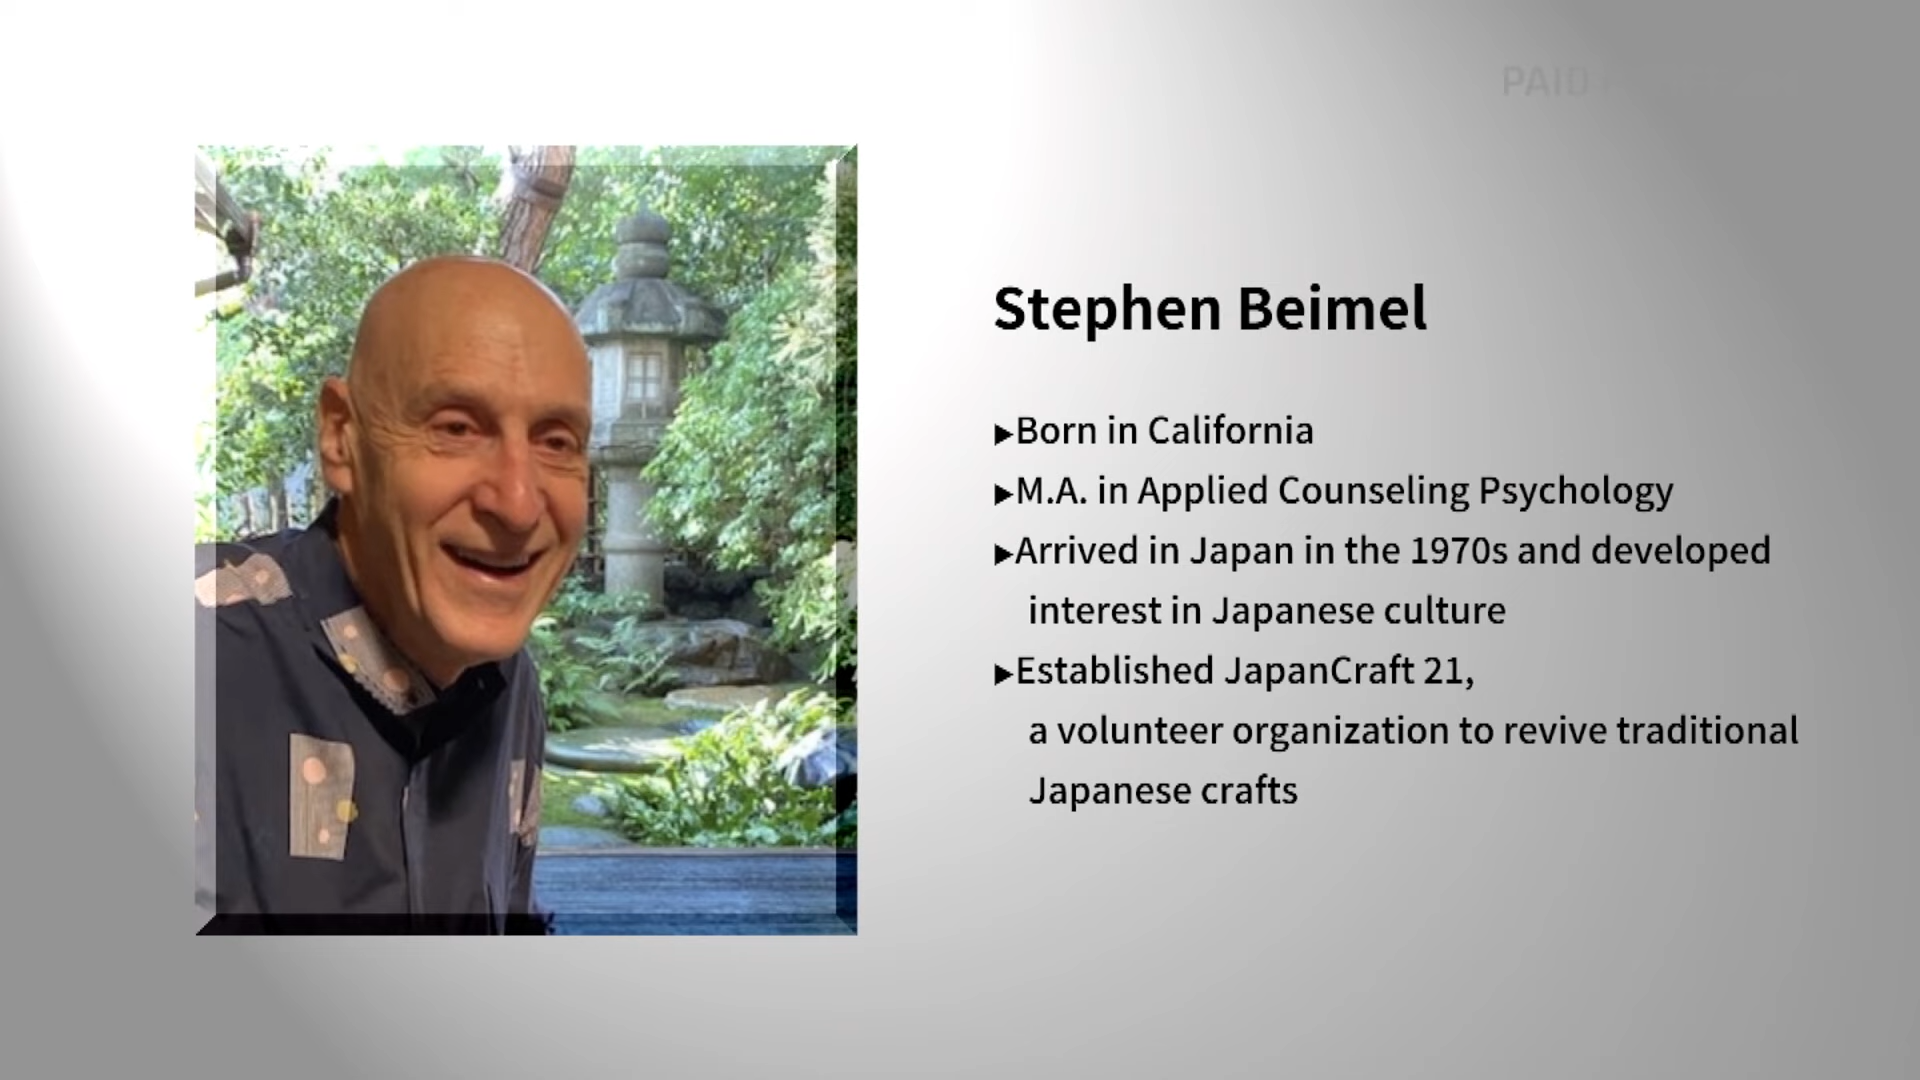 PAID
Stephen Beimel
▶Born in California
▶M.A. in Applied Counseling Psychology
▶Arrived in Japan in the 1970s and developed
interest in Japanese culture
▶Established JapanCraft 21,
a volunteer organization to revive traditional
Japanese crafts